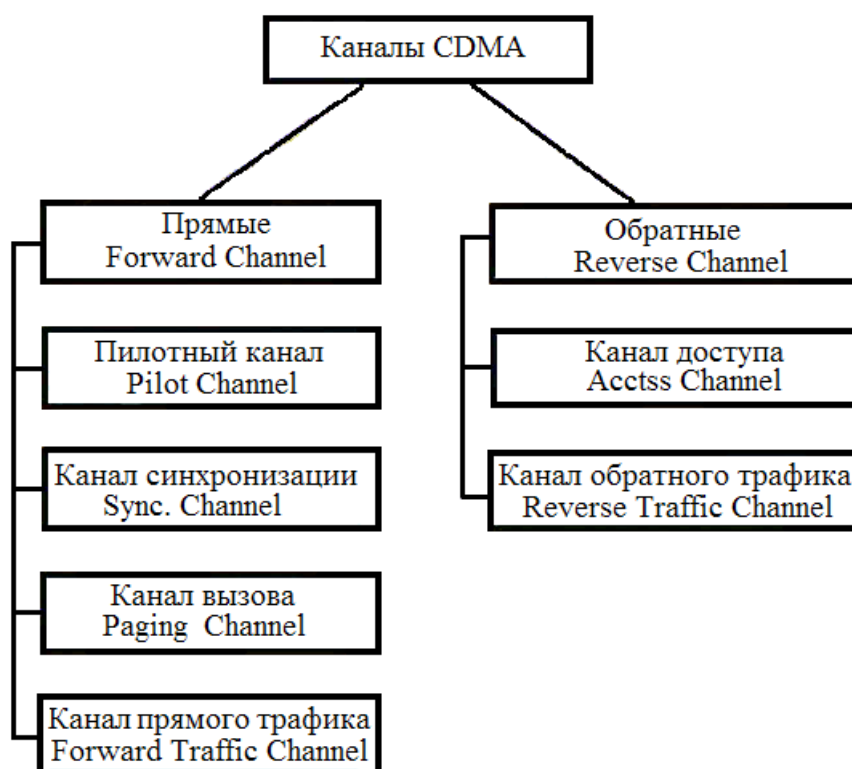 Каналы CDMA
Прямые
Forward Channel
Пилотный канал
Pilot Channel
Канал синхронизации
Sync. Channel
Канал вызова
Paging Channel
Канал прямого трафика
Forward Traffic Channel
Обратные
Reverse Channel
Канал доступа
Acctss Channel
Канал обратного трафика
Reverse Traffic Channel